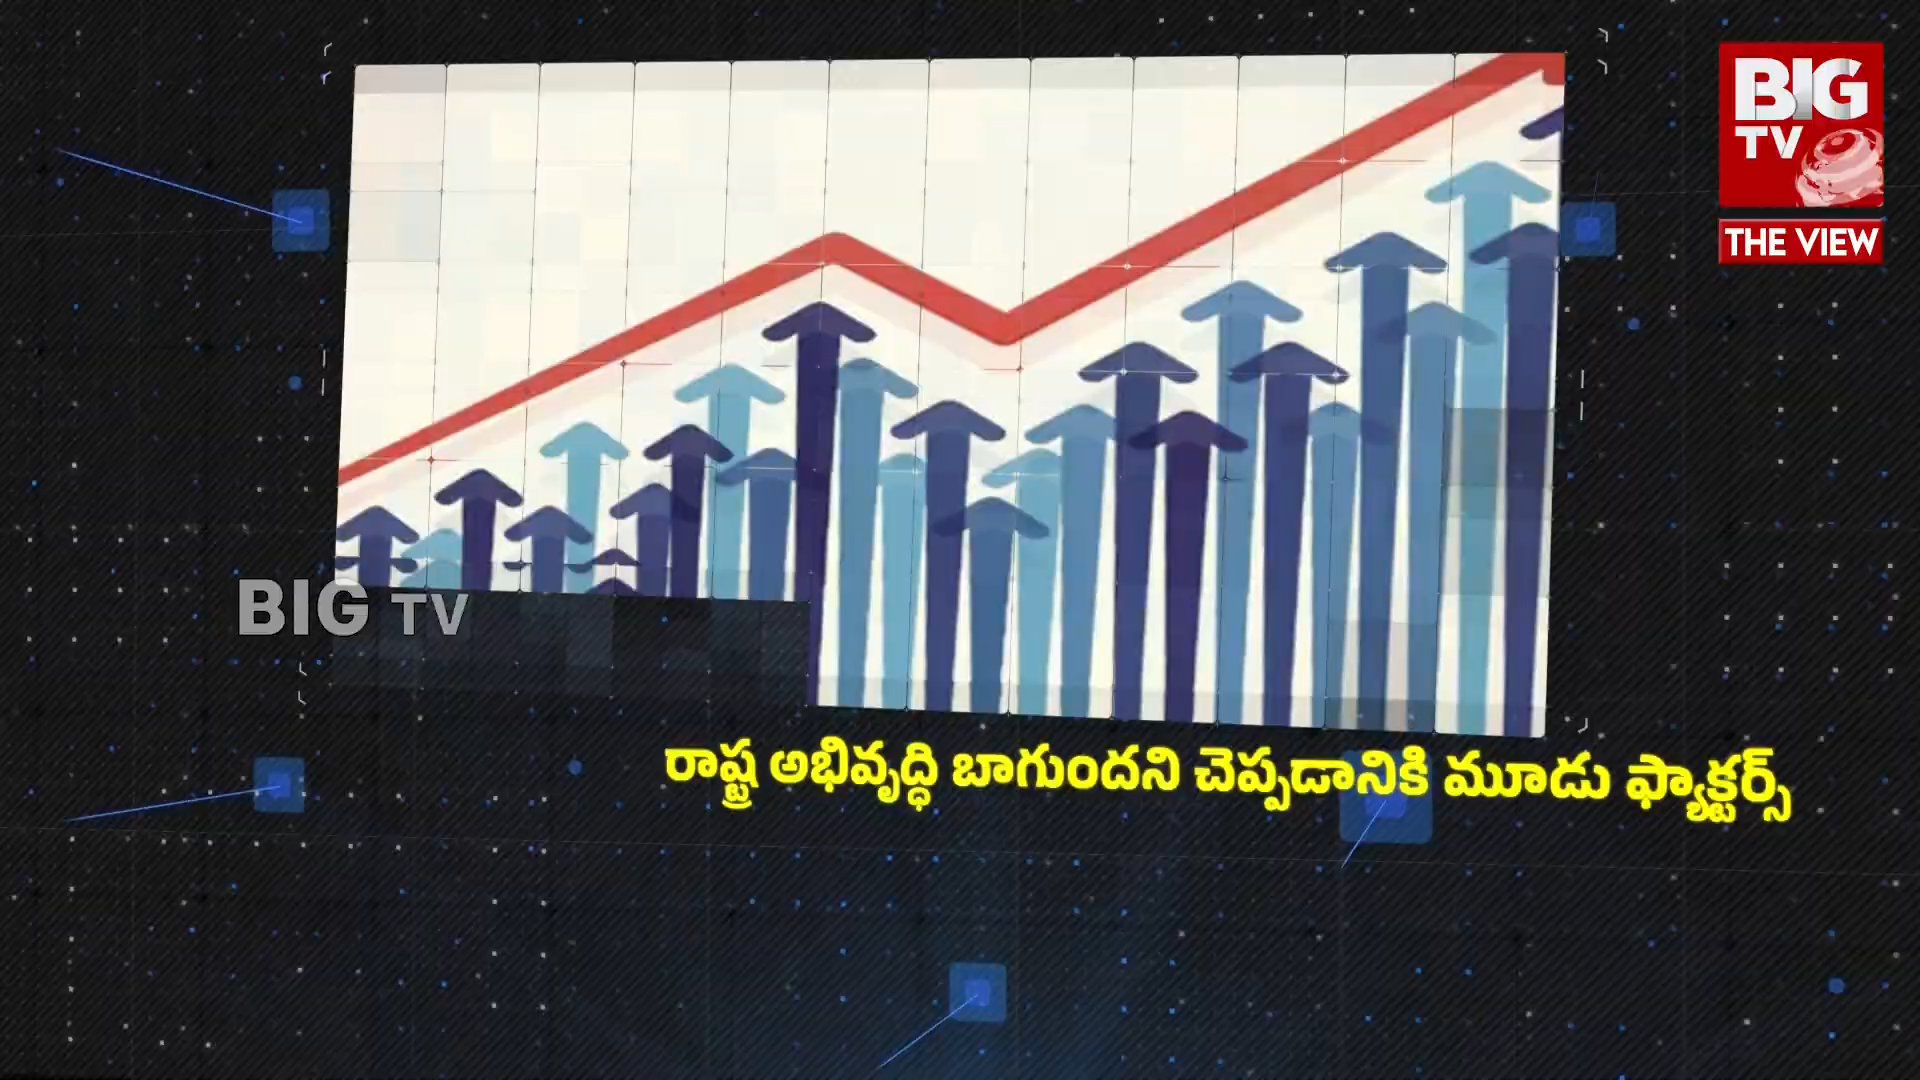 BIG
TV
THE VIEW
BIG TV
రాష్ట్ర అభివృద్ధి బాగుందని చెప్పడానికి మూడు ఫ్యాక్టర్స్